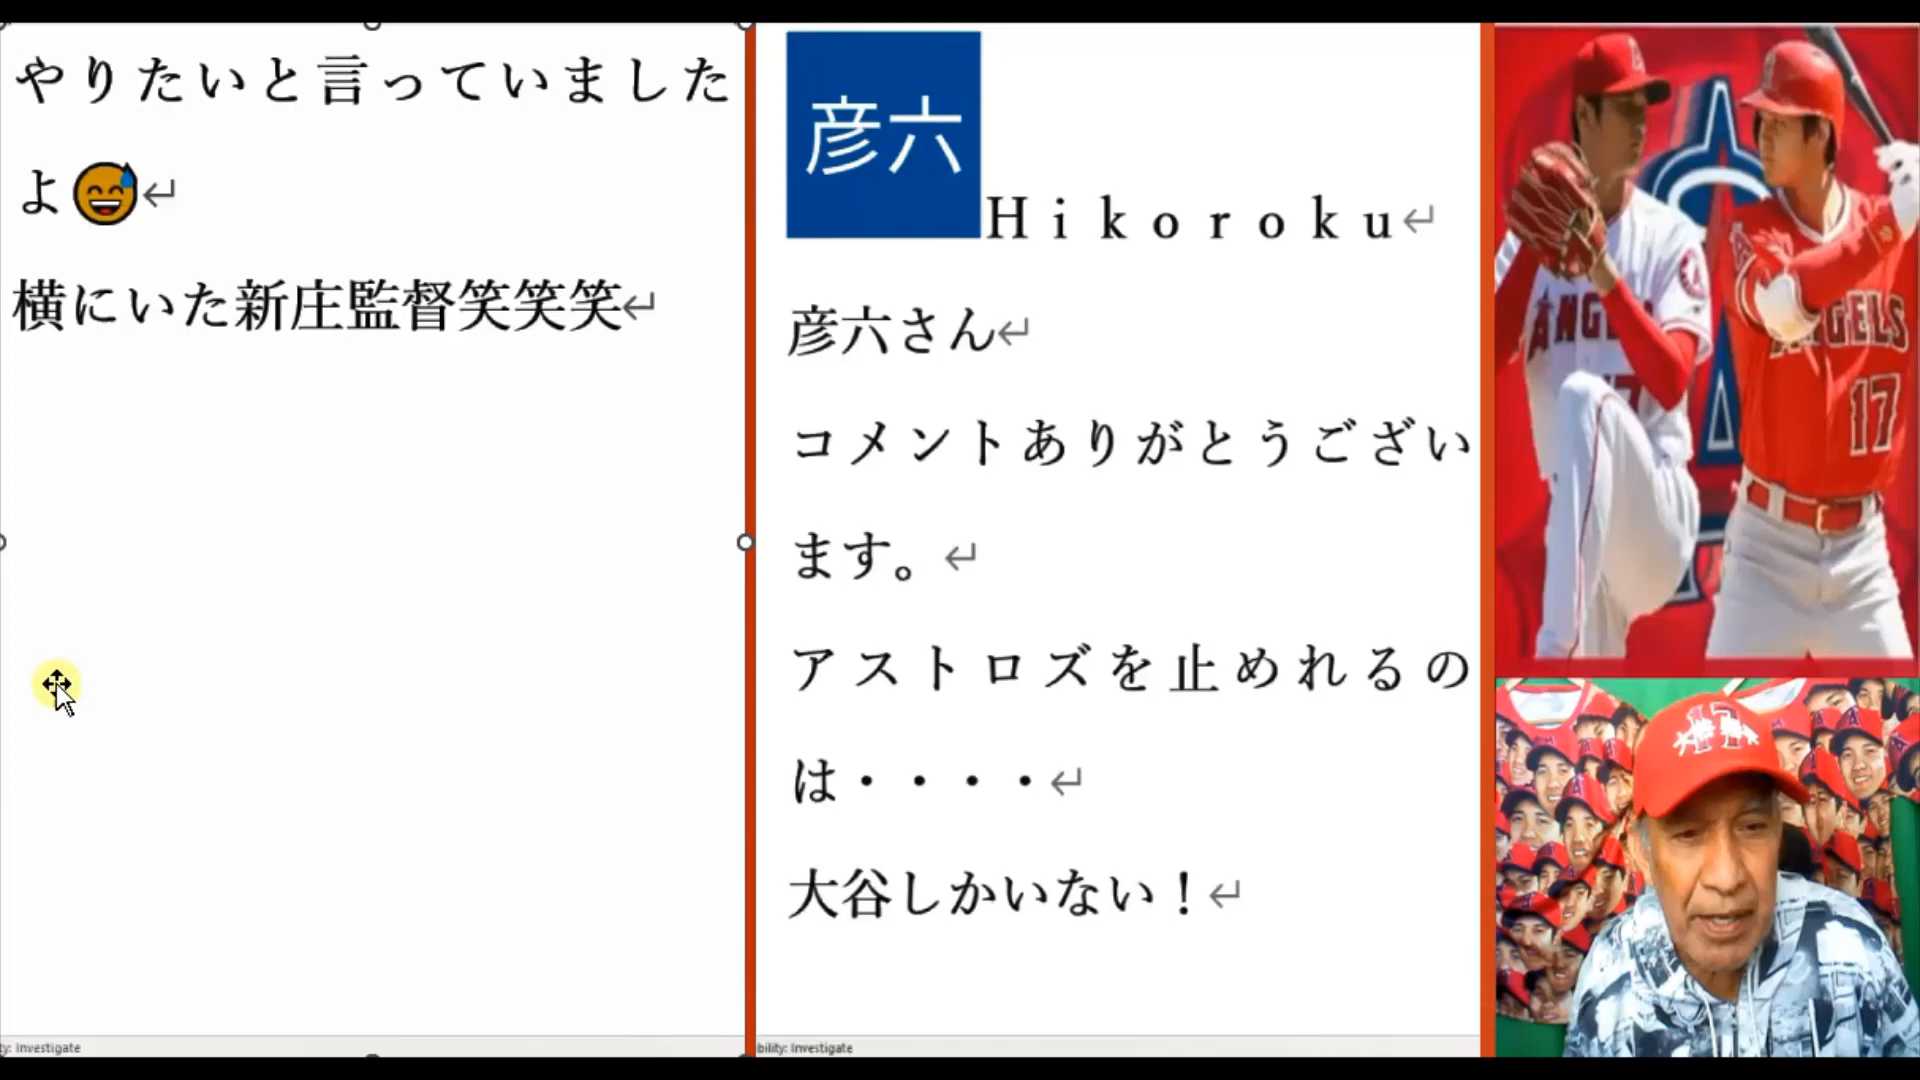 やりたいと言っていました
よ😅↵
横にいた新庄監督笑笑笑↵
ty: Investigate
彦六
Hikoroku↵
彦六さん↵
コメントありがとうござい
ます。↵
アストロズを止めれるの
は・・・・↵
大谷しかいない！↵
bility: Investigate
ANGELS
17